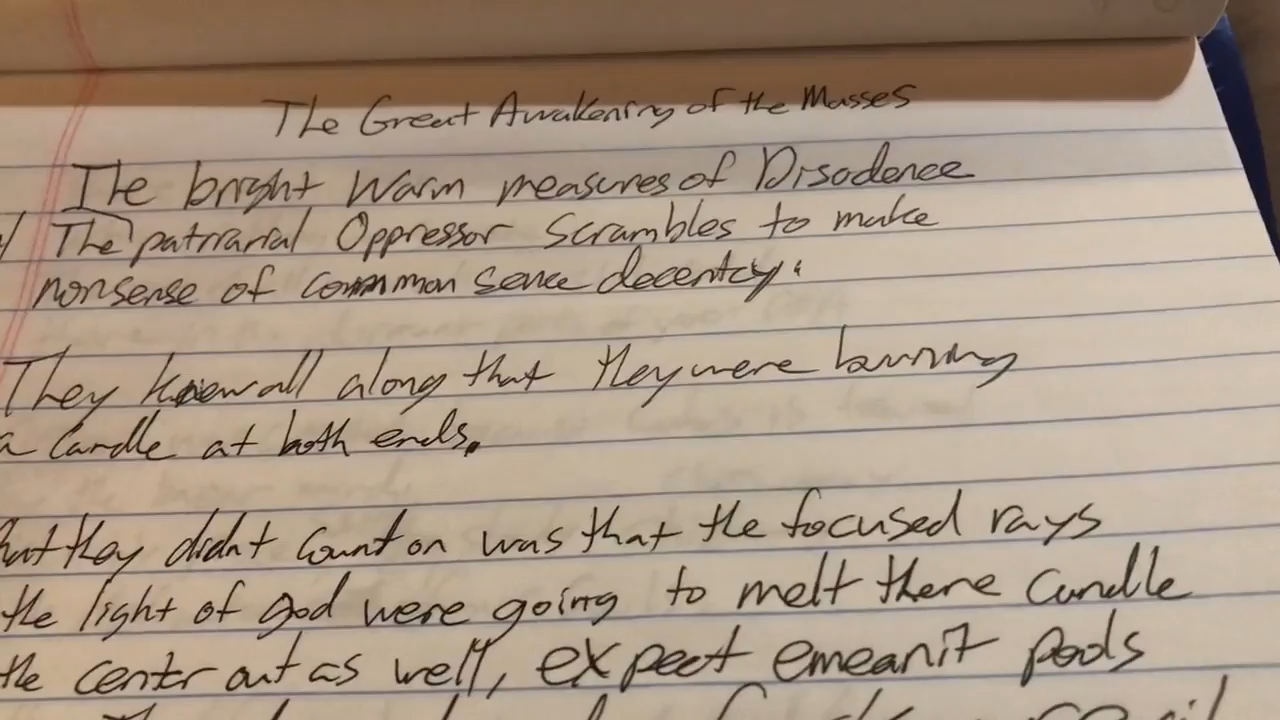 The Great Awakening of the Masses
The bright Warm measures of Disodence
The patriarial Oppressor Scrambles to make
nonsense of common sence decentcy.
They knew all along that they were burning
a Candle at both ends.
they didnt Count on was that the focused rays
the light of god were going to melt there Candle
the centr out as well, expect emeanit pools